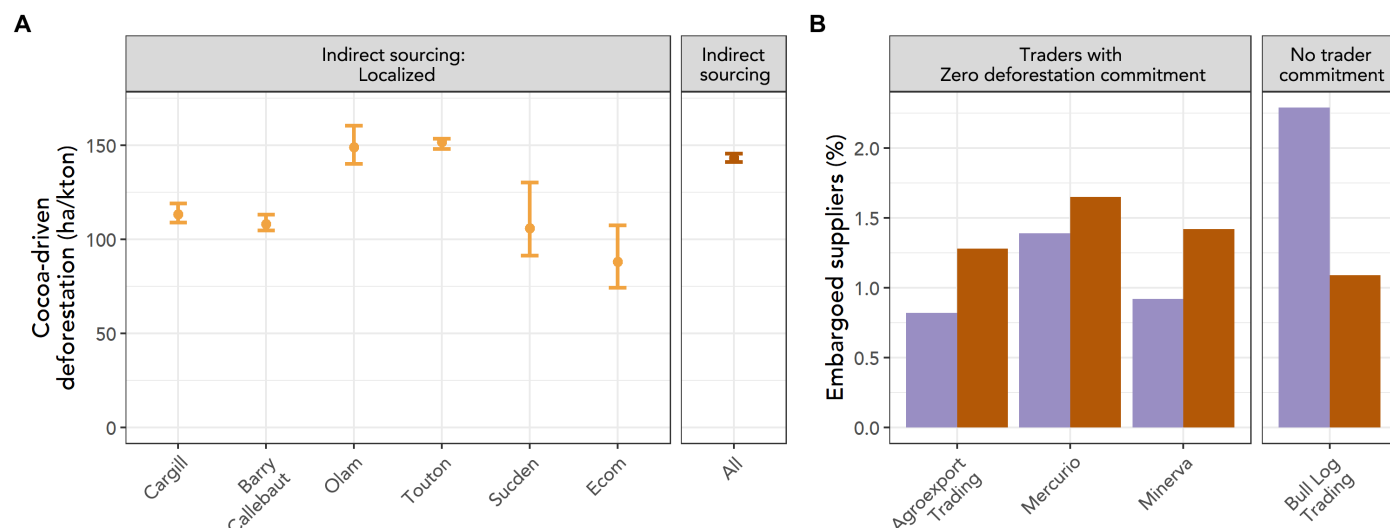 A
Indirect sourcing:
Localized
Indirect
sourcing
Cocoa-driven
deforestation (ha/kton)
150
100
50
0
Cargill
Barry
Callebaut
Olam
Touton
Sucden
Ecom
All
B
Traders with
Zero deforestation commitment
No trader
commitment
Embargoed suppliers (%)
2.0
1.5
1.0
0.5
0.0
Agroexport
Trading
Mercurio
Minerva
Bull Log
Trading